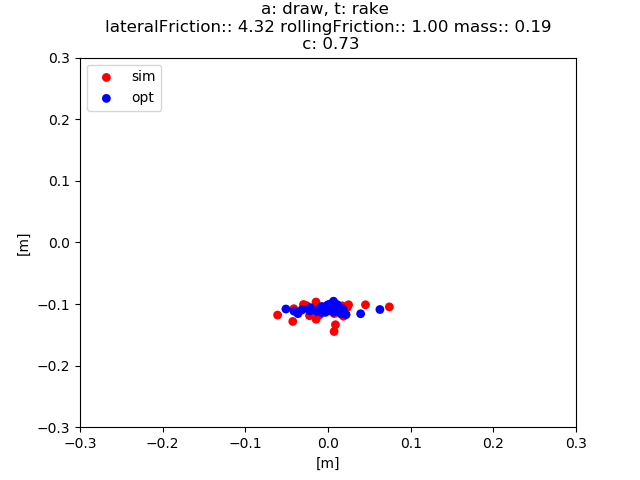 a: draw, t: rake
lateralFriction:: 4.32 rollingFriction:: 1.00 mass:: 0.19
c: 0.73
sim
opt
0.3
0.2
0.1
0.0
−0.1
−0.2
−0.3
[m]
−0.3 −0.2 −0.1 0.0 0.1 0.2 0.3
[m]